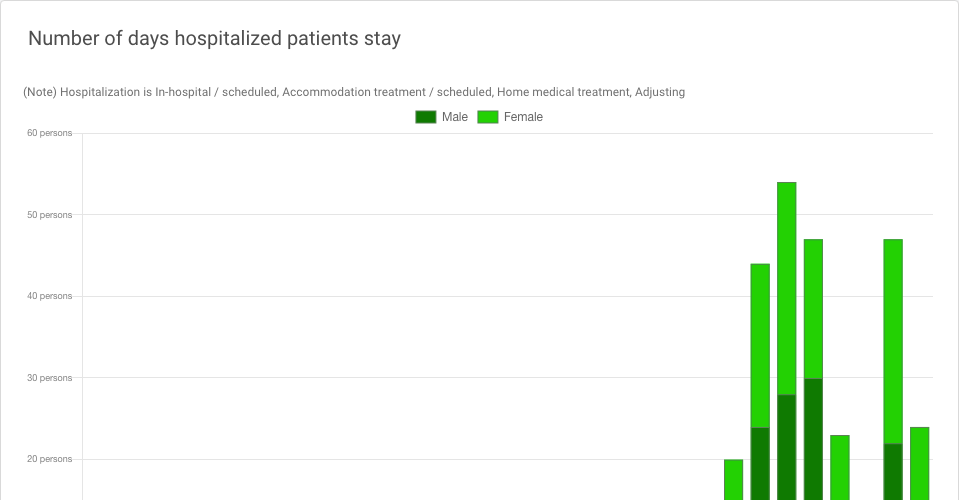 Number of days hospitalized patients stay
(Note) Hospitalization is In-hospital / scheduled, Accommodation treatment / scheduled, Home medical treatment, Adjusting
Male Female
60 persons
50 persons
40 persons
30 persons
20 persons